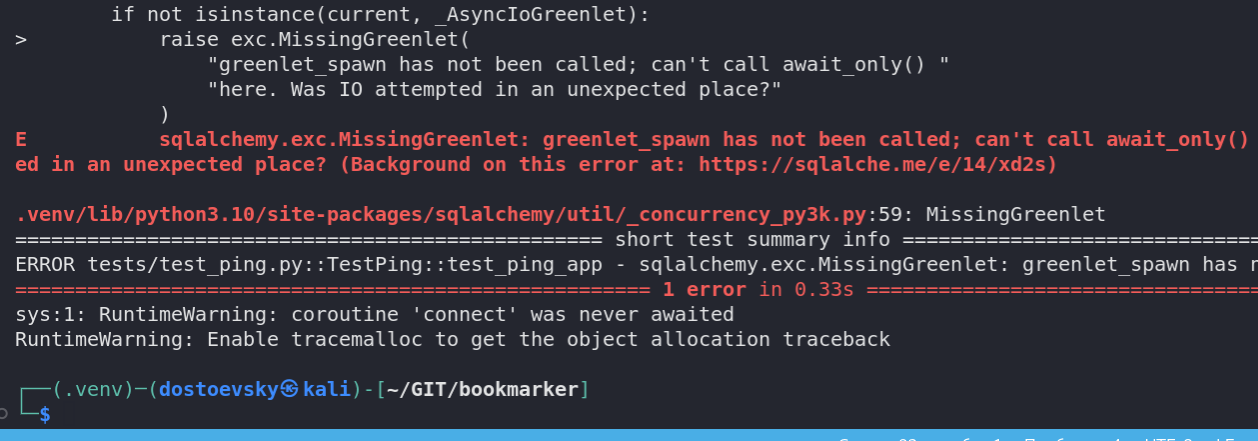 if not isinstance(current, _AsyncIoGreenlet):
>           raise exc.MissingGreenlet(
                "greenlet_spawn has not been called; can't call await_only() "
                "here. Was IO attempted in an unexpected place?"
            )
E           sqlalchemy.exc.MissingGreenlet: greenlet_spawn has not been called; can't call await_only()
ed in an unexpected place? (Background on this error at: https://sqlalche.me/e/14/xd2s)
.venv/lib/python3.10/site-packages/sqlalchemy/util/_concurrency_py3k.py:59: MissingGreenlet
================================================= short test summary info ==============================
ERROR tests/test_ping.py::TestPing::test_ping_app - sqlalchemy.exc.MissingGreenlet: greenlet_spawn has
===================================================== 1 error in 0.33s =================================
sys:1: RuntimeWarning: coroutine 'connect' was never awaited
RuntimeWarning: Enable tracemalloc to get the object allocation traceback
┌──(.venv)─(dostoevsky㉿kali)-[~/GIT/bookmarker]
└─$